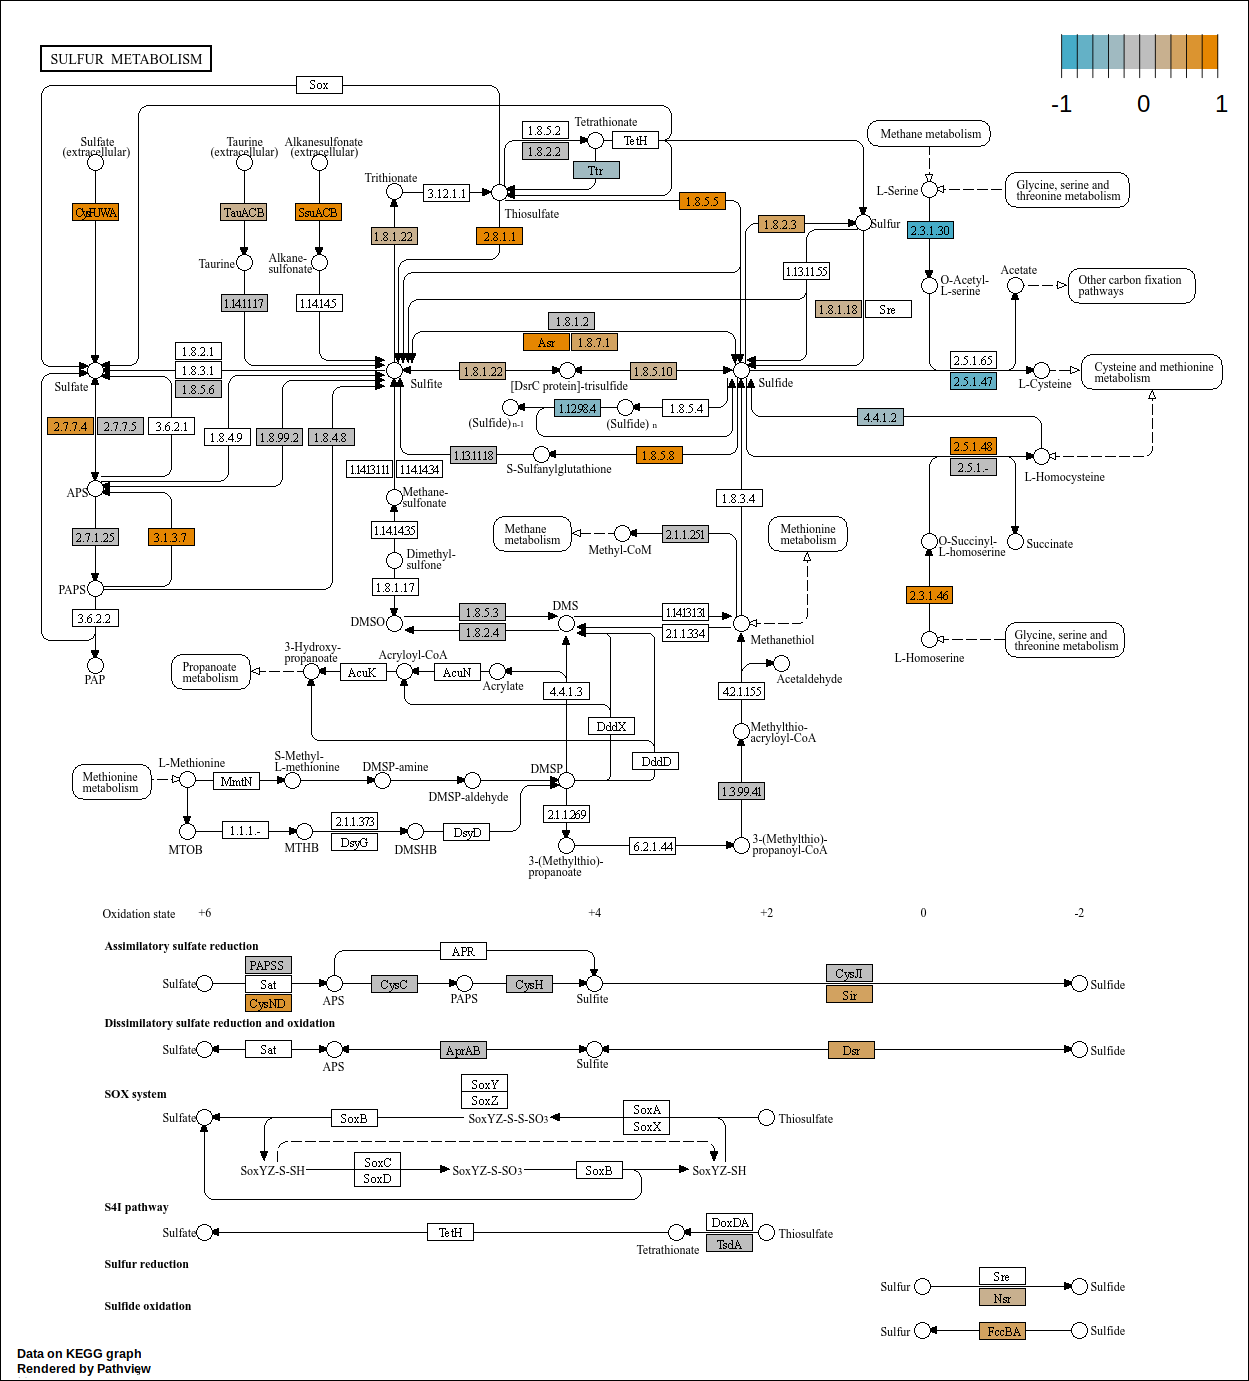 SULFUR METABOLISM
-1 0 1
Sox
Sulfate
(extracellular)
Taurine
(extracellular)
Alkanesulfonate
(extracellular)
Tetrathionate
1.8.5.2
1.8.2.2
TetH
Ttr
Methane metabolism
Trithionate
3.12.1.1
Thiosulfate
L-Serine
Glycine, serine and
threonine metabolism
CysPUWA
TauACB
SsuACB
1.8.1.22
2.8.1.1
1.8.5.5
1.8.2.3
Sulfur
2.3.1.30
Taurine
Alkane-
sulfonate
1.13.11.55
O-Acetyl-
L-serine
Acetate
Other carbon fixation
pathways
1.14.11.17
1.14.14.5
1.8.1.18
Sre
1.8.1.2
Asr
1.8.7.1
1.8.2.1
1.8.3.1
1.8.5.6
Sulfate
Sulfite
1.8.1.22
[DsrC protein]-trisulfide
1.8.5.10
Sulfide
2.5.1.65
2.5.1.47
L-Cysteine
Cysteine and methionine
metabolism
(Sulfide) n-1
1.12.98.4
(Sulfide) n
1.8.5.4
4.4.1.2
2.7.7.4
2.7.7.5
3.6.2.1
1.8.4.9
1.8.99.2
1.8.4.8
1.13.11.18
S-Sulfanylglutathione
1.8.5.8
2.5.1.48
2.5.1.-
L-Homocysteine
1.14.13.111
1.14.14.34
APS
Methane-
sulfonate
1.8.3.4
2.7.1.25
3.1.3.7
1.14.14.35
Methane
metabolism
Methyl-CoM
2.1.1.251
Methionine
metabolism
O-Succinyl-
L-homoserine
Succinate
Dimethyl-
sulfone
PAPS
1.8.1.17
2.3.1.46
3.6.2.2
DMSO
1.8.5.3
1.8.2.4
DMS
1.14.13.131
2.1.1.334
Methanethiol
L-Homoserine
Glycine, serine and
threonine metabolism
PAP
Propanoate
metabolism
3-Hydroxy-
propanoate
AcuK
Acryloyl-CoA
AcuN
Acrylate
4.4.1.3
Acetaldehyde
4.2.1.155
DddX
Methylthio-
acryloyl-CoA
DddD
Methionine
metabolism
L-Methionine
MmtN
S-Methyl-
L-methionine
DMSP-amine
DMSP-aldehyde
DMSP
1.3.99.41
2.1.1.269
MTOB
1.1.1.-
MTHB
2.1.1.373
DsyG
DMSHB
DsyD
3-(Methylthio)-
propanoate
6.2.1.44
3-(Methylthio)-
propanoyl-CoA
Oxidation state +6 +4 +2 0 -2
Assimilatory sulfate reduction
APR
Sulfate
PAPSS
Sat
CysND
APS
CysC
PAPS
CysH
Sulfite
CysJI
Sir
Sulfide
Dissimilatory sulfate reduction and oxidation
Sulfate
Sat
APS
AprAB
Sulfite
Dsr
Sulfide
SOX system
SoxY
SoxZ
Sulfate
SoxB
SoxYZ-S-S-SO3
SoxA
SoxX
Thiosulfate
SoxYZ-S-SH
SoxC
SoxD
SoxYZ-S-SO3
SoxB
SoxYZ-SH
S4I pathway
Sulfate
TetH
Tetrathionate
DoxDA
TsdA
Thiosulfate
Sulfur reduction
Sulfur
Sre
Nsr
Sulfide
Sulfide oxidation
Sulfur
FccBA
Sulfide
Data on KEGG graph
Rendered by Pathview